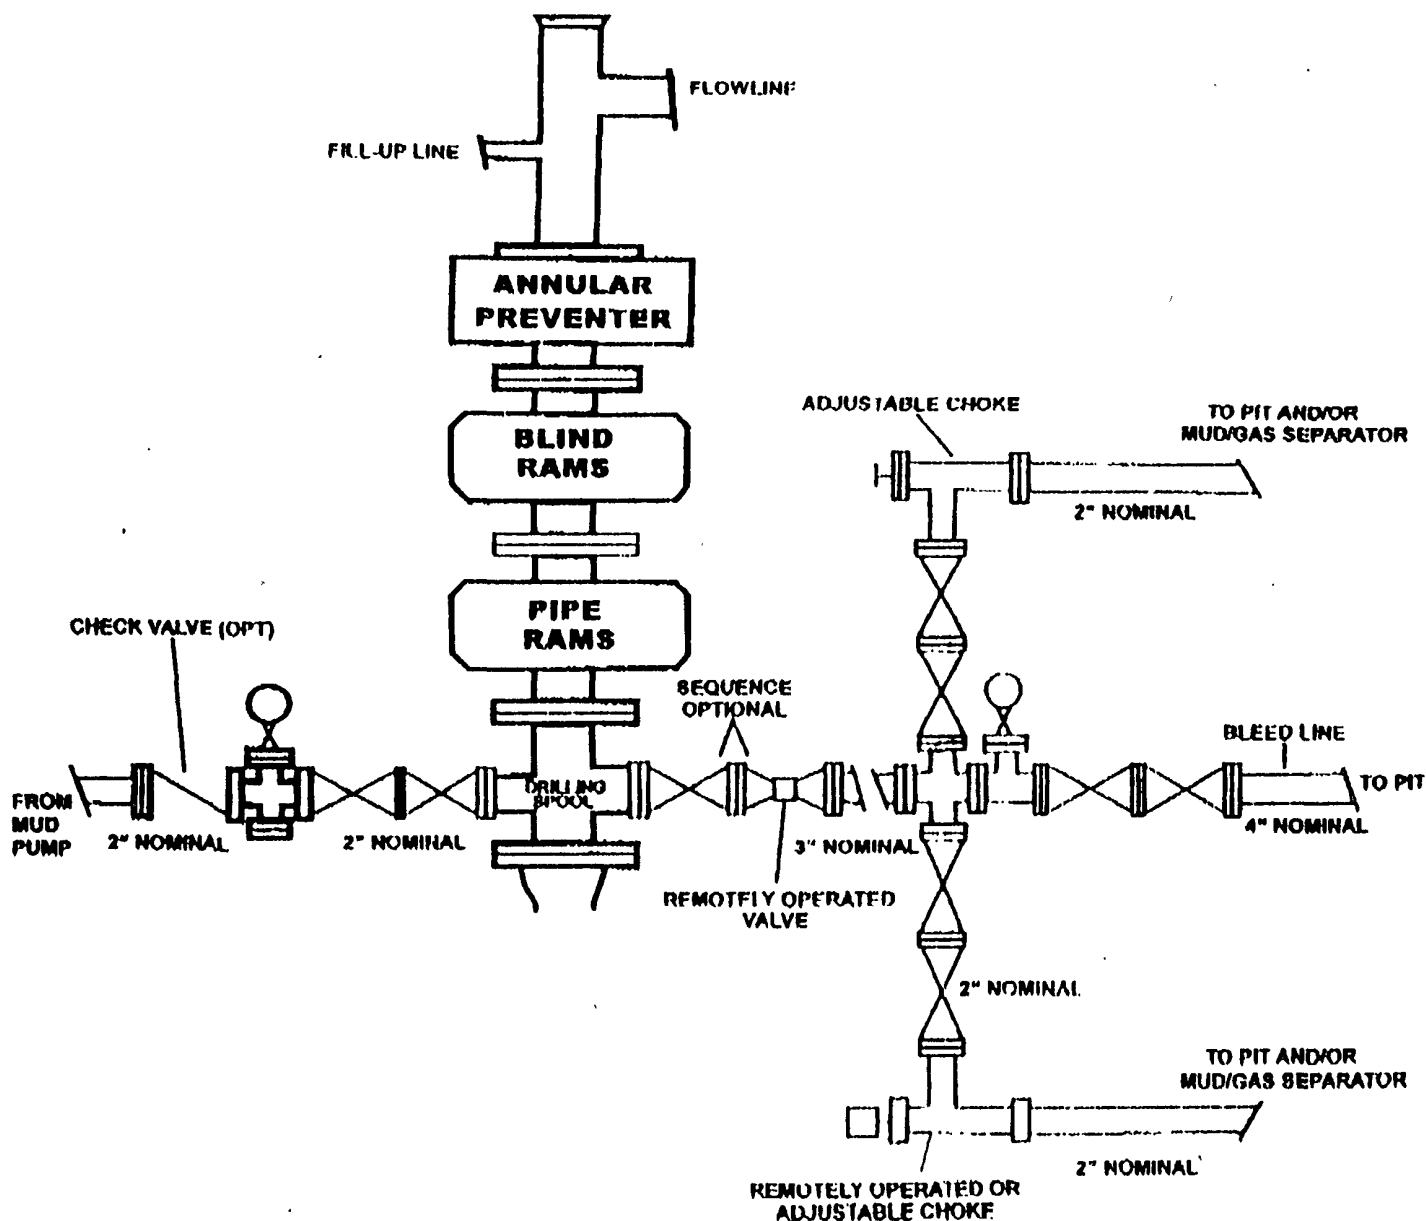 FLOWLINE
FILL-UP LINE
ANNULAR
PREVENTER
BLIND
RAMS
ADJUSTABLE CHOKE
TO PIT AND/OR
MUD/GAS SEPARATOR
2" NOMINAL
PIPE
RAMS
CHECK VALVE (OPT)
SEQUENCE
OPTIONAL
BLEED LINE
DRILLING
SPOOL
TO PIT
FROM
MUD
PUMP
2" NOMINAL
2" NOMINAL
3" NOMINAL
4" NOMINAL
REMOTELY OPERATED
VALVE
2" NOMINAL
TO PIT AND/OR
MUD/GAS SEPARATOR
2" NOMINAL
REMOTELY OPERATED OR
ADJUSTABLE CHOKE